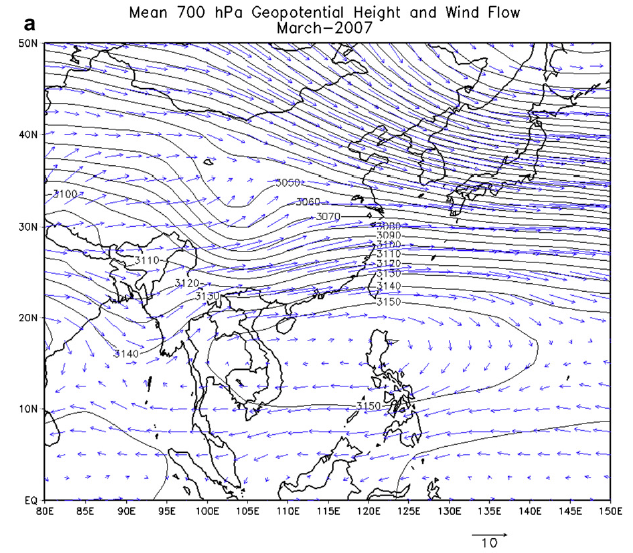 a
Mean 700 hPa Geopotential Height and Wind Flow
March-2007
50N
40N
3050
3100
3060
3070
30N
3080
3090
3100
3110
3110
3120
3130
3120
3130
3140
3150
20N
3140
3150
10N
EQ
80E 85E 90E 95E 100E 105E 110E 115E 120E 125E 130E 135E 140E 145E 150E
10